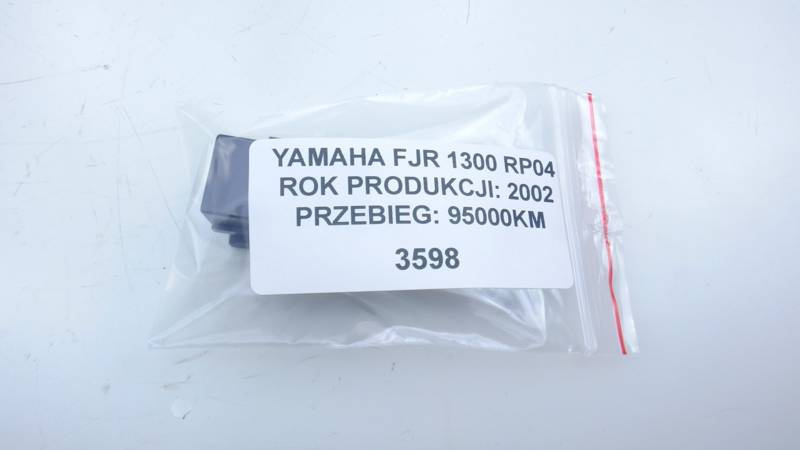 YAMAHA FJR 1300 RP04
ROK PRODUKCJI: 2002
PRZEBIEG: 95000KM
3598